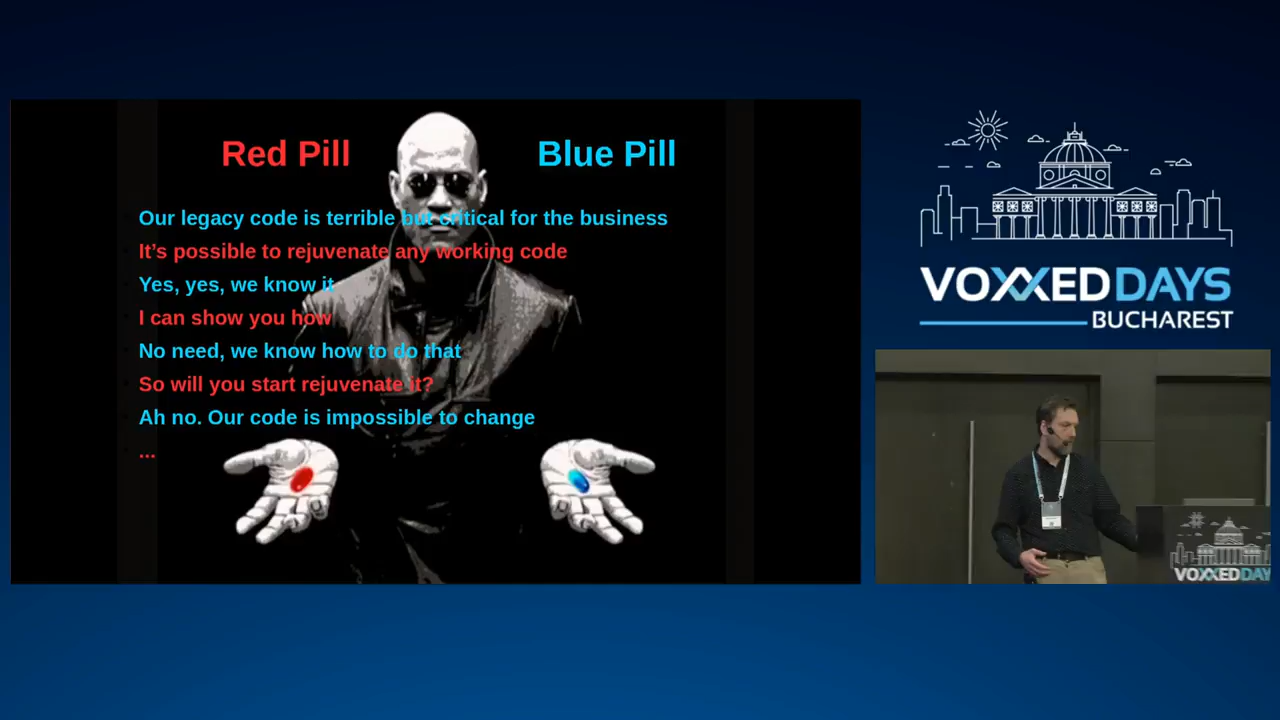 Red Pill
Blue Pill
Our legacy code is terrible but critical for the business
It's possible to rejuvenate any working code
Yes, yes, we know it
I can show you how
No need, we know how to do that
So will you start rejuvenate it?
Ah no. Our code is impossible to change
...
VOXXED DAYS
BUCHAREST
VOXXED DAY